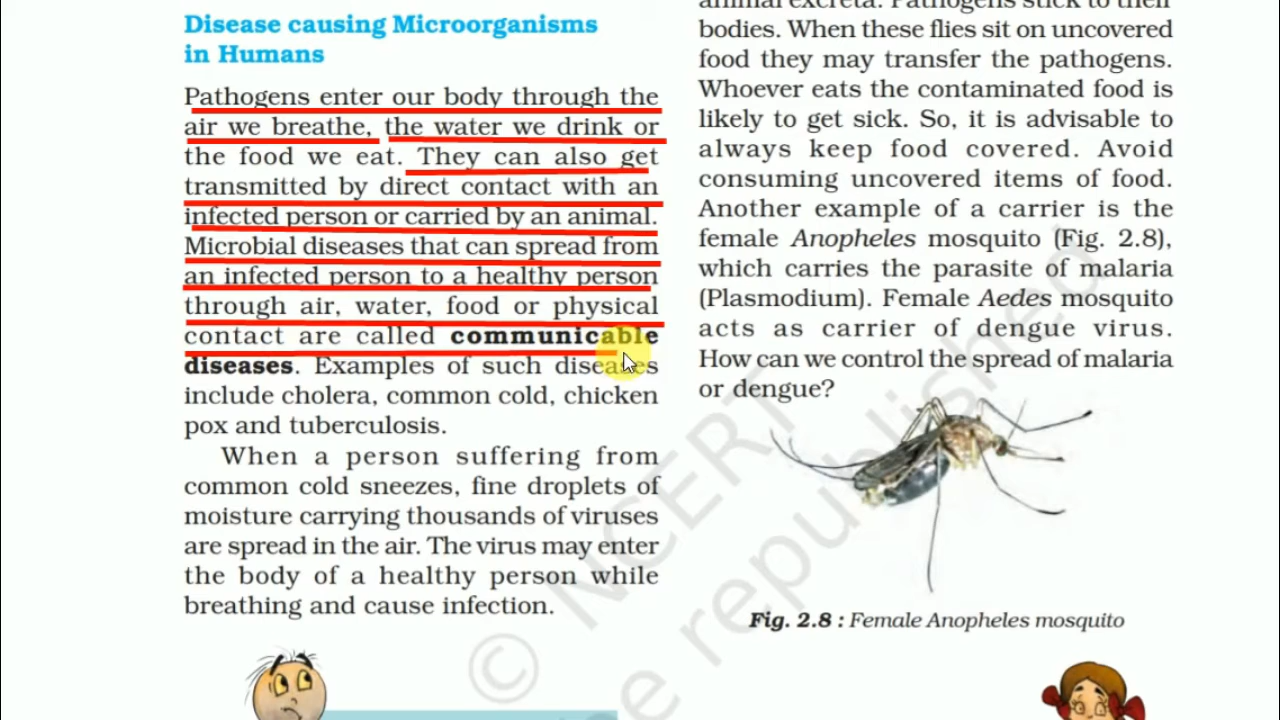 Disease causing Microorganisms
in Humans
Pathogens enter our body through the
air we breathe, the water we drink or
the food we eat. They can also get
transmitted by direct contact with an
infected person or carried by an animal.
Microbial diseases that can spread from
an infected person to a healthy person
through air, water, food or physical
contact are called communicable
diseases. Examples of such diseases
include cholera, common cold, chicken
pox and tuberculosis.
When a person suffering from
common cold sneezes, fine droplets of
moisture carrying thousands of viruses
are spread in the air. The virus may enter
the body of a healthy person while
breathing and cause infection.
animal excreta. Pathogens stick to their
bodies. When these flies sit on uncovered
food they may transfer the pathogens.
Whoever eats the contaminated food is
likely to get sick. So, it is advisable to
always keep food covered. Avoid
consuming uncovered items of food.
Another example of a carrier is the
female Anopheles mosquito (Fig. 2.8),
which carries the parasite of malaria
(Plasmodium). Female Aedes mosquito
acts as carrier of dengue virus.
How can we control the spread of malaria
or dengue?
Fig. 2.8 : Female Anopheles mosquito
© NCERT
be republished